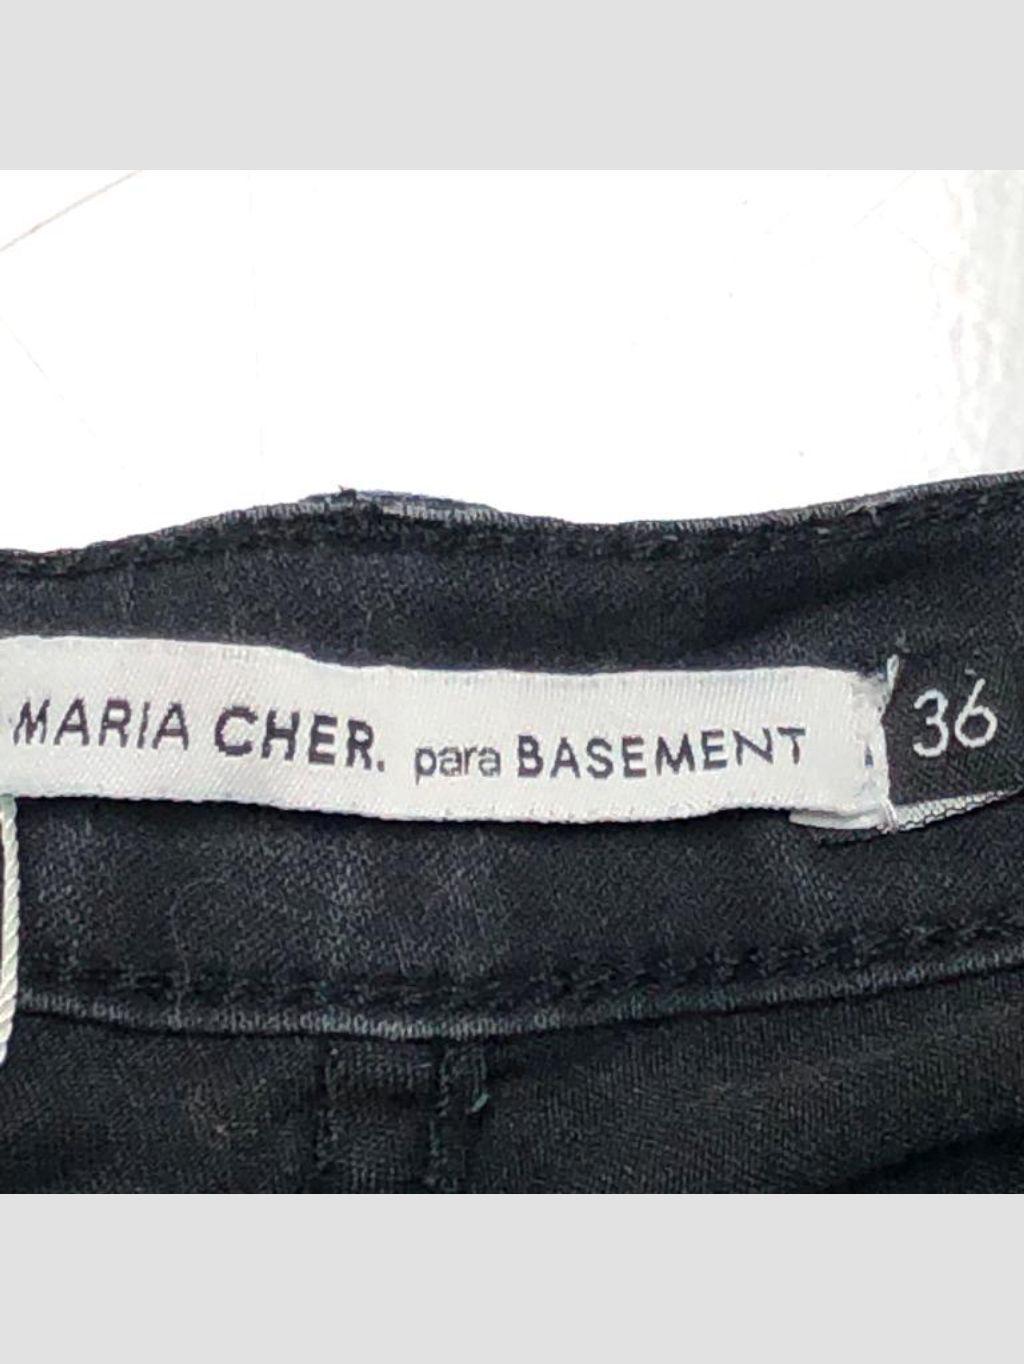 MARIA CHER. para BASEMENT
36